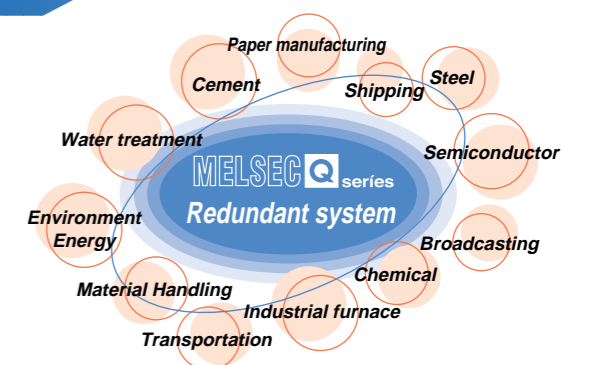 Paper manufacturing
Cement
Shipping
Steel
Water treatment
Semiconductor
MELSEC Q series
Redundant system
Environment
Energy
Broadcasting
Chemical
Material Handling
Industrial furnace
Transportation